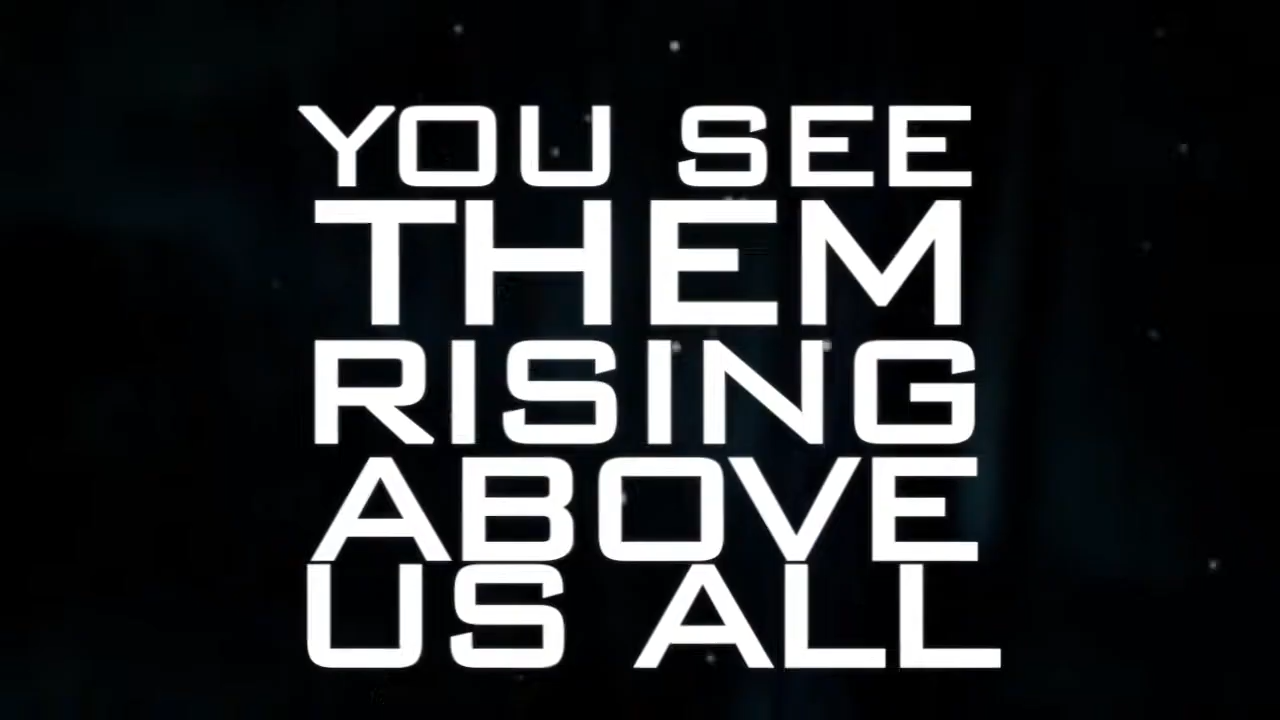 YOU SEE
THEM
RISING
ABOVE
US ALL